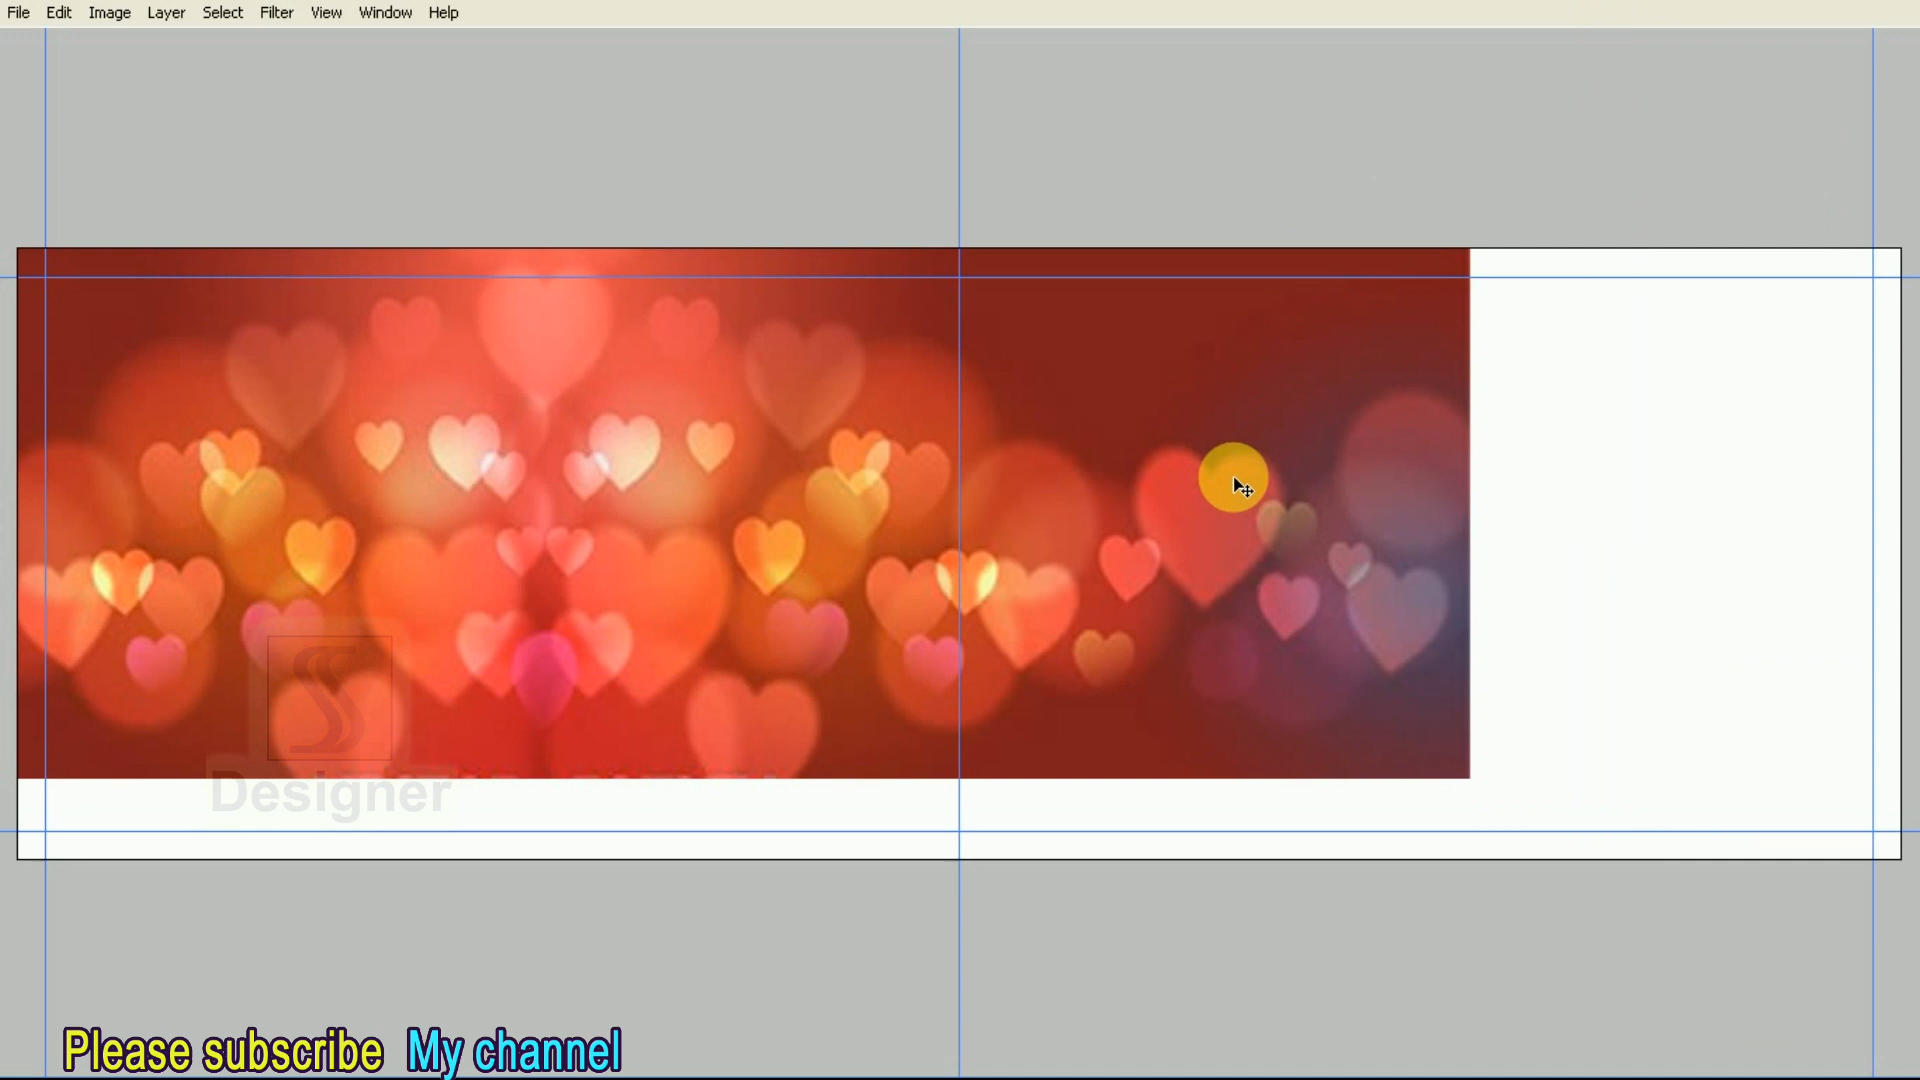 File Edit Image Layer Select Filter View Window Help
Designer
Please subscribe My channel